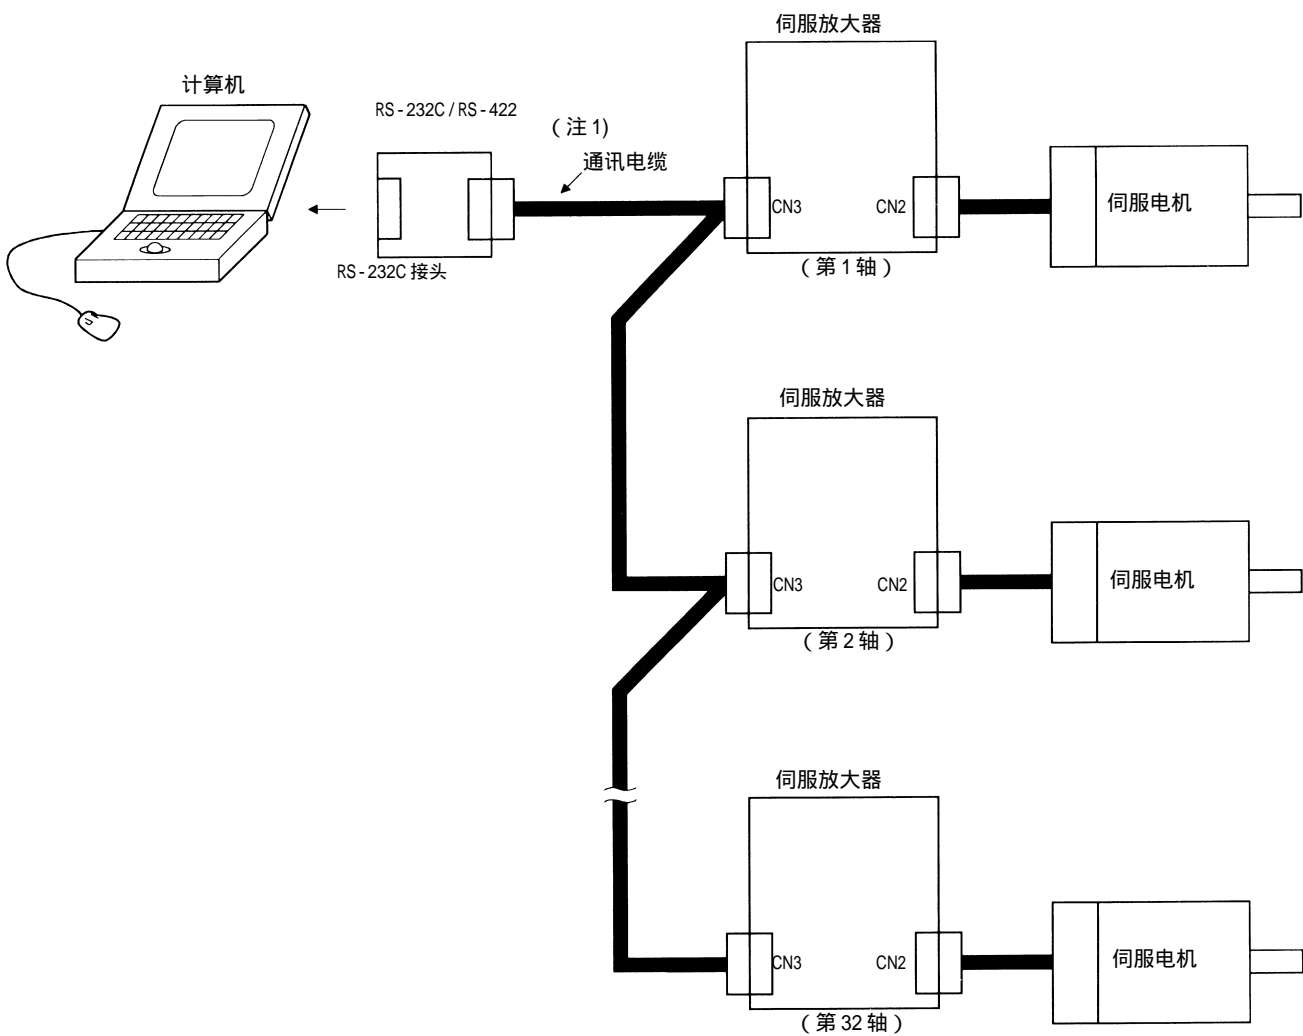 伺服放大器
计算机
RS-232C / RS-422
(注1)
通讯电缆
CN3
CN2
伺服电机
(第1轴)
RS-232C 接头
伺服放大器
CN3
CN2
伺服电机
(第2轴)
伺服放大器
CN3
CN2
伺服电机
(第32轴)